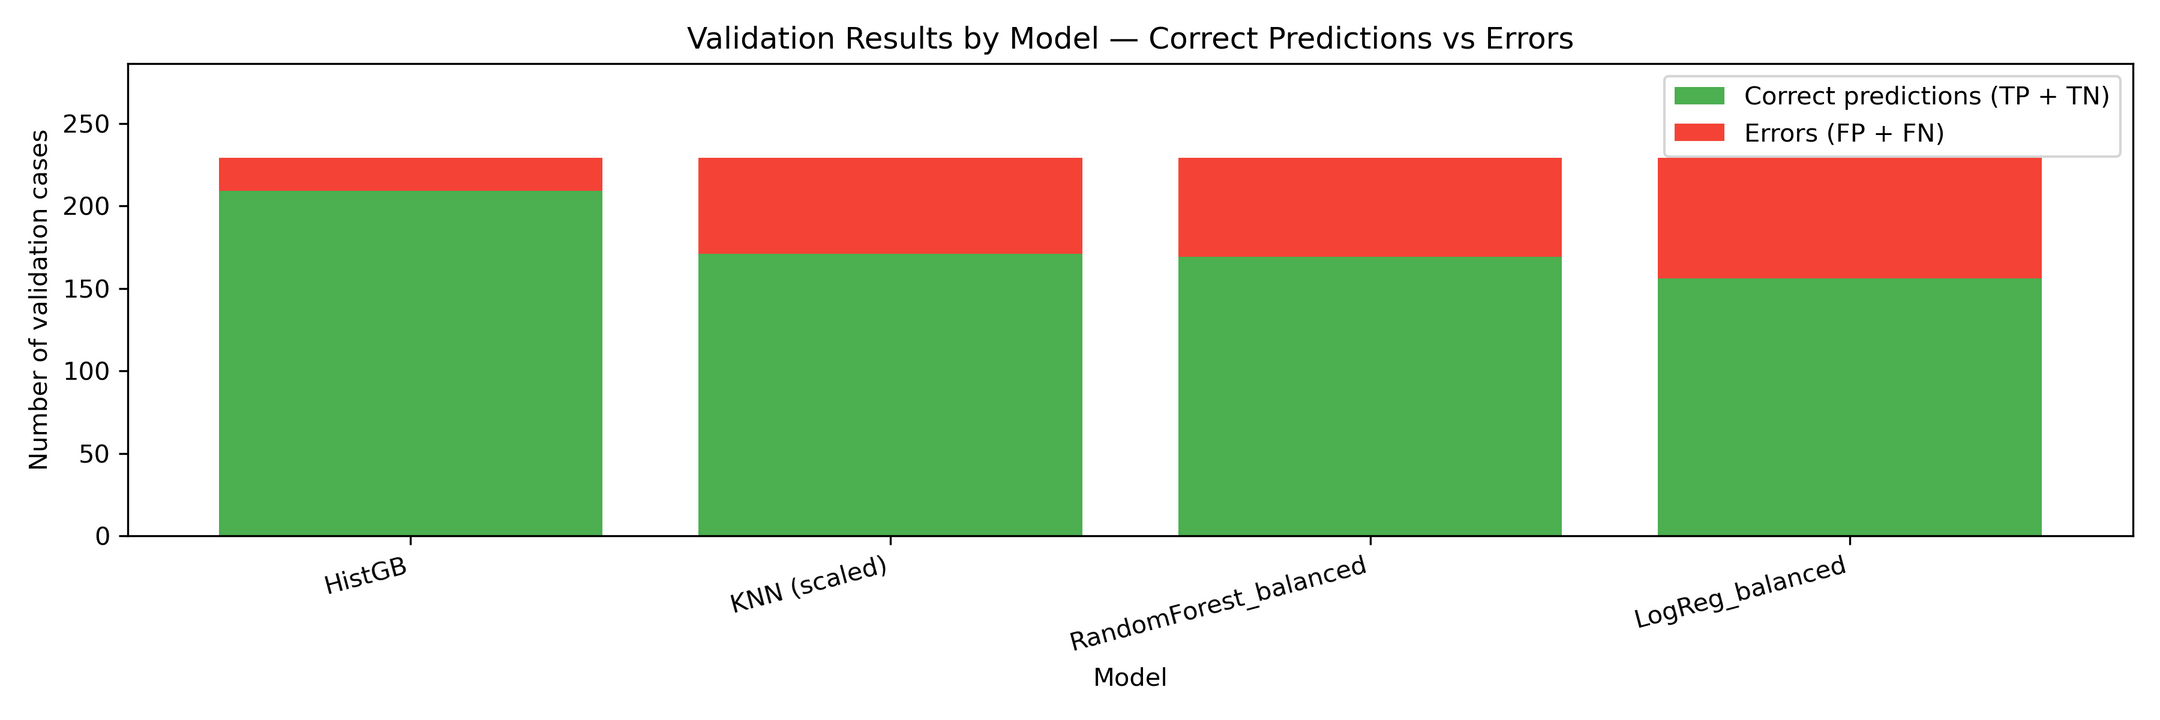 Validation Results by Model — Correct Predictions vs Errors
Correct predictions (TP + TN)
Errors (FP + FN)
Number of validation cases
250
200
150
100
50
0
HistGB
KNN (scaled)
RandomForest_balanced
LogReg_balanced
Model